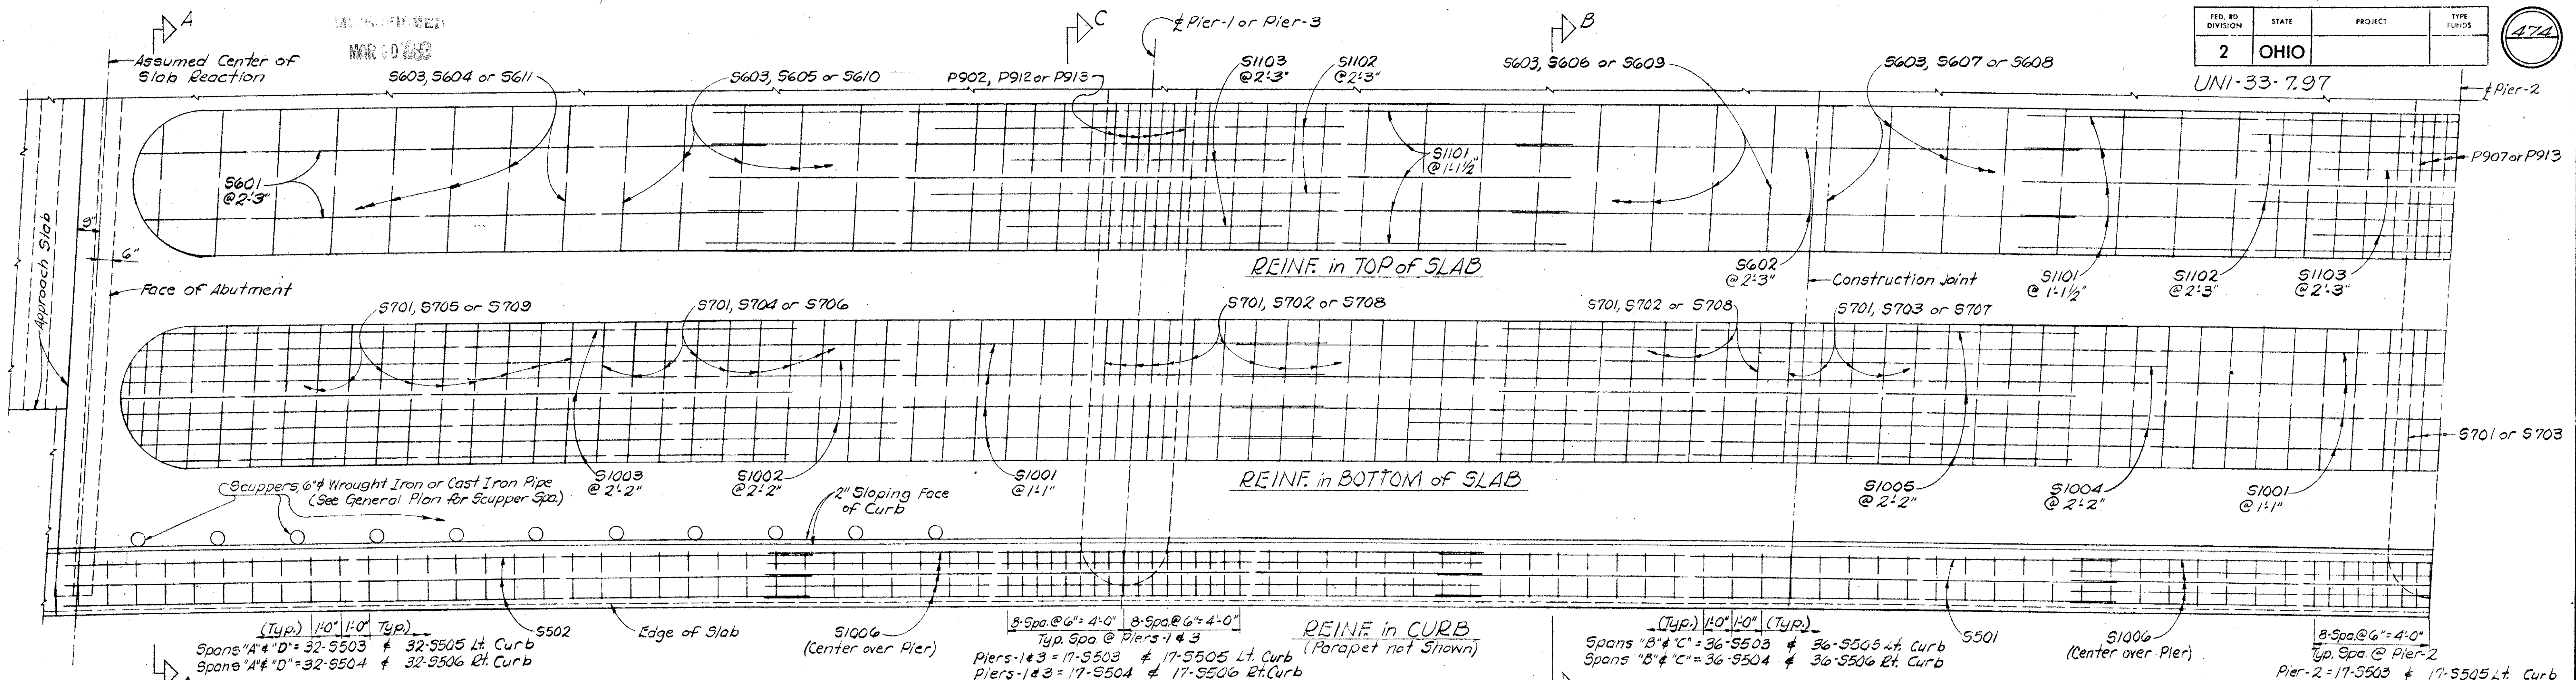 A
MAR 30
C
℄ Pier-1 or Pier-3
B
FED. RD. DIVISION
STATE
PROJECT
TYPE FUNDS
2
OHIO
474
UNI-33-7.97
℄ Pier-2
Assumed Center of
Slab Reaction
S603, S604 or S611
S603, S605 or S610
P902, P912 or P913
S1103
@ 2'-3"
S1102
@ 2'-3"
S603, S606 or S609
S603, S607 or S608
S601
@ 2'-3"
S1101
@ 1'-1½"
P907 or P913
9"
6"
Approach Slab
REINF. in TOP of SLAB
S602
@ 2'-3"
Construction Joint
S1101
@ 1'-1½"
S1102
@ 2'-3"
S1103
@ 2'-3"
Face of Abutment
S701, S705 or S709
S701, S704 or S706
S701, S702 or S708
S701, S702 or S708
S701, S703 or S707
S701 or S703
S1003
@ 2'-2"
S1002
@ 2'-2"
S1001
@ 1'-1"
REINF. in BOTTOM of SLAB
S1005
@ 2'-2"
S1004
@ 2'-2"
S1001
@ 1'-1"
Scuppers, 6"φ Wrought Iron or Cast Iron Pipe
(See General Plan for Scupper Spa.)
2" Sloping Face
of Curb
(Typ.) 1'-0" 1'-0" Typ.)
Spans "A" & "D" = 32-S503 & 32-S505 Lt. Curb
Spans "A" & "D" = 32-S504 & 32-S506 Rt. Curb
S502
Edge of Slab
S1006
(Center over Pier)
8-Spa.@6"= 4'-0" 8-Spa.@6"= 4'-0"
Typ. Spa. @ Piers-1 & 3
Piers-1&3 = 17-S503 & 17-S505 Lt. Curb
Piers-1&3 = 17-S504 & 17-S506 Rt. Curb
REINF. in CURB
(Parapet not Shown)
(Typ.) 1'-0" 1'-0" (Typ.)
Spans "B" & "C" = 36-S503 & 36-S505 Lt. Curb
Spans "B" & "C" = 36-S504 & 36-S506 Rt. Curb
S501
S1006
(Center over Pier)
8-Spa.@6"= 4'-0"
Typ. Spa. @ Pier-2
Pier-2 = 17-S503 & 17-S505 Lt. Curb